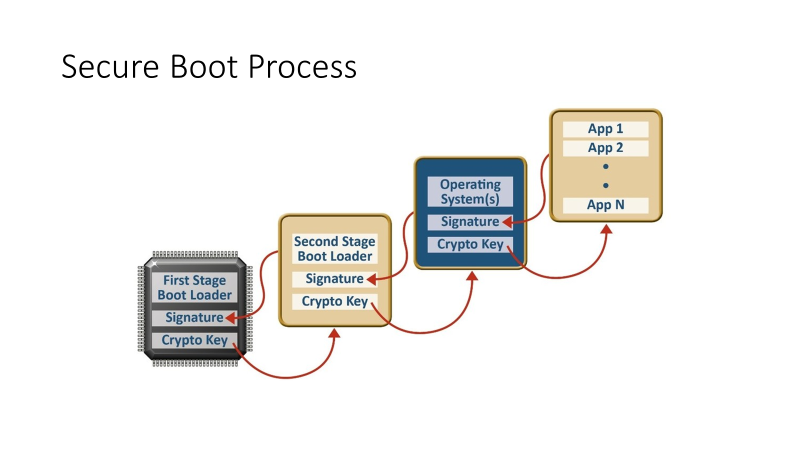 Secure Boot Process
First Stage
Boot Loader
Signature
Crypto Key
Second Stage
Boot Loader
Signature
Crypto Key
Operating
System(s)
Signature
Crypto Key
App 1
App 2
App N